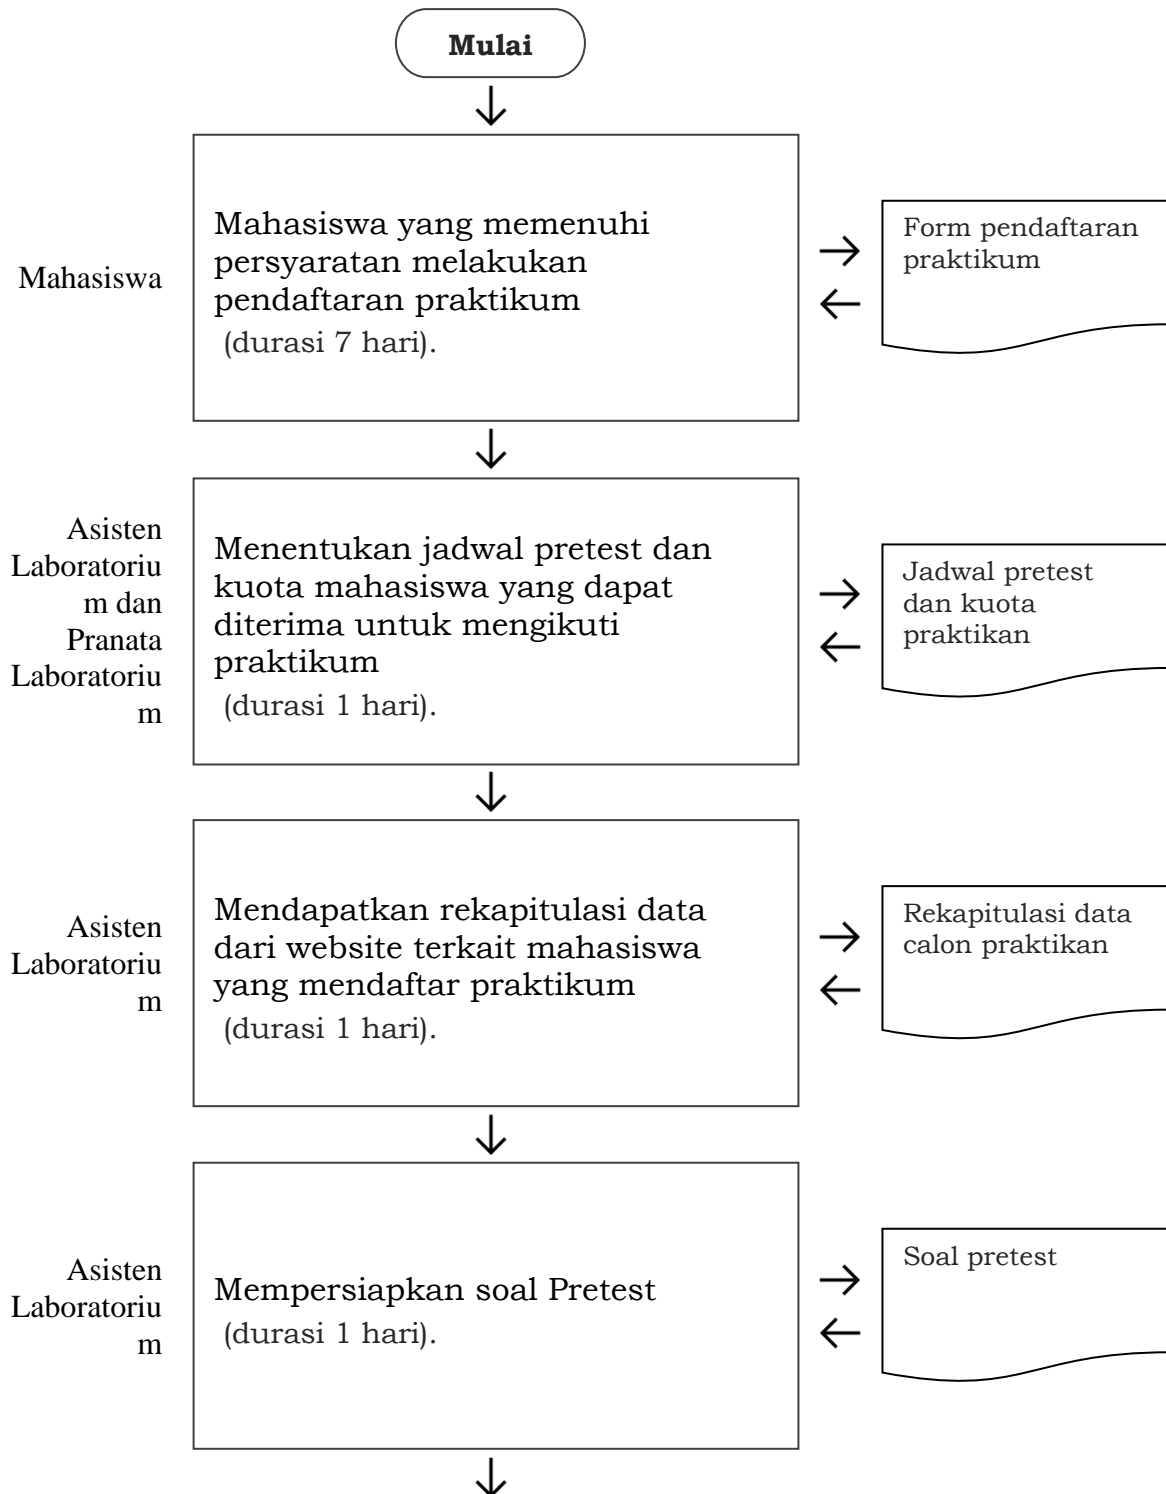 Mulai
Mahasiswa
Mahasiswa yang memenuhi
persyaratan melakukan
pendaftaran praktikum
(durasi 7 hari).
Form pendaftaran
praktikum
Asisten
Laboratoriu
m dan
Pranata
Laboratoriu
m
Menentukan jadwal pretest dan
kuota mahasiswa yang dapat
diterima untuk mengikuti
praktikum
(durasi 1 hari).
Jadwal pretest
dan kuota
praktikan
Asisten
Laboratoriu
m
Mendapatkan rekapitulasi data
dari website terkait mahasiswa
yang mendaftar praktikum
(durasi 1 hari).
Rekapitulasi data
calon praktikan
Asisten
Laboratoriu
m
Mempersiapkan soal Pretest
(durasi 1 hari).
Soal pretest